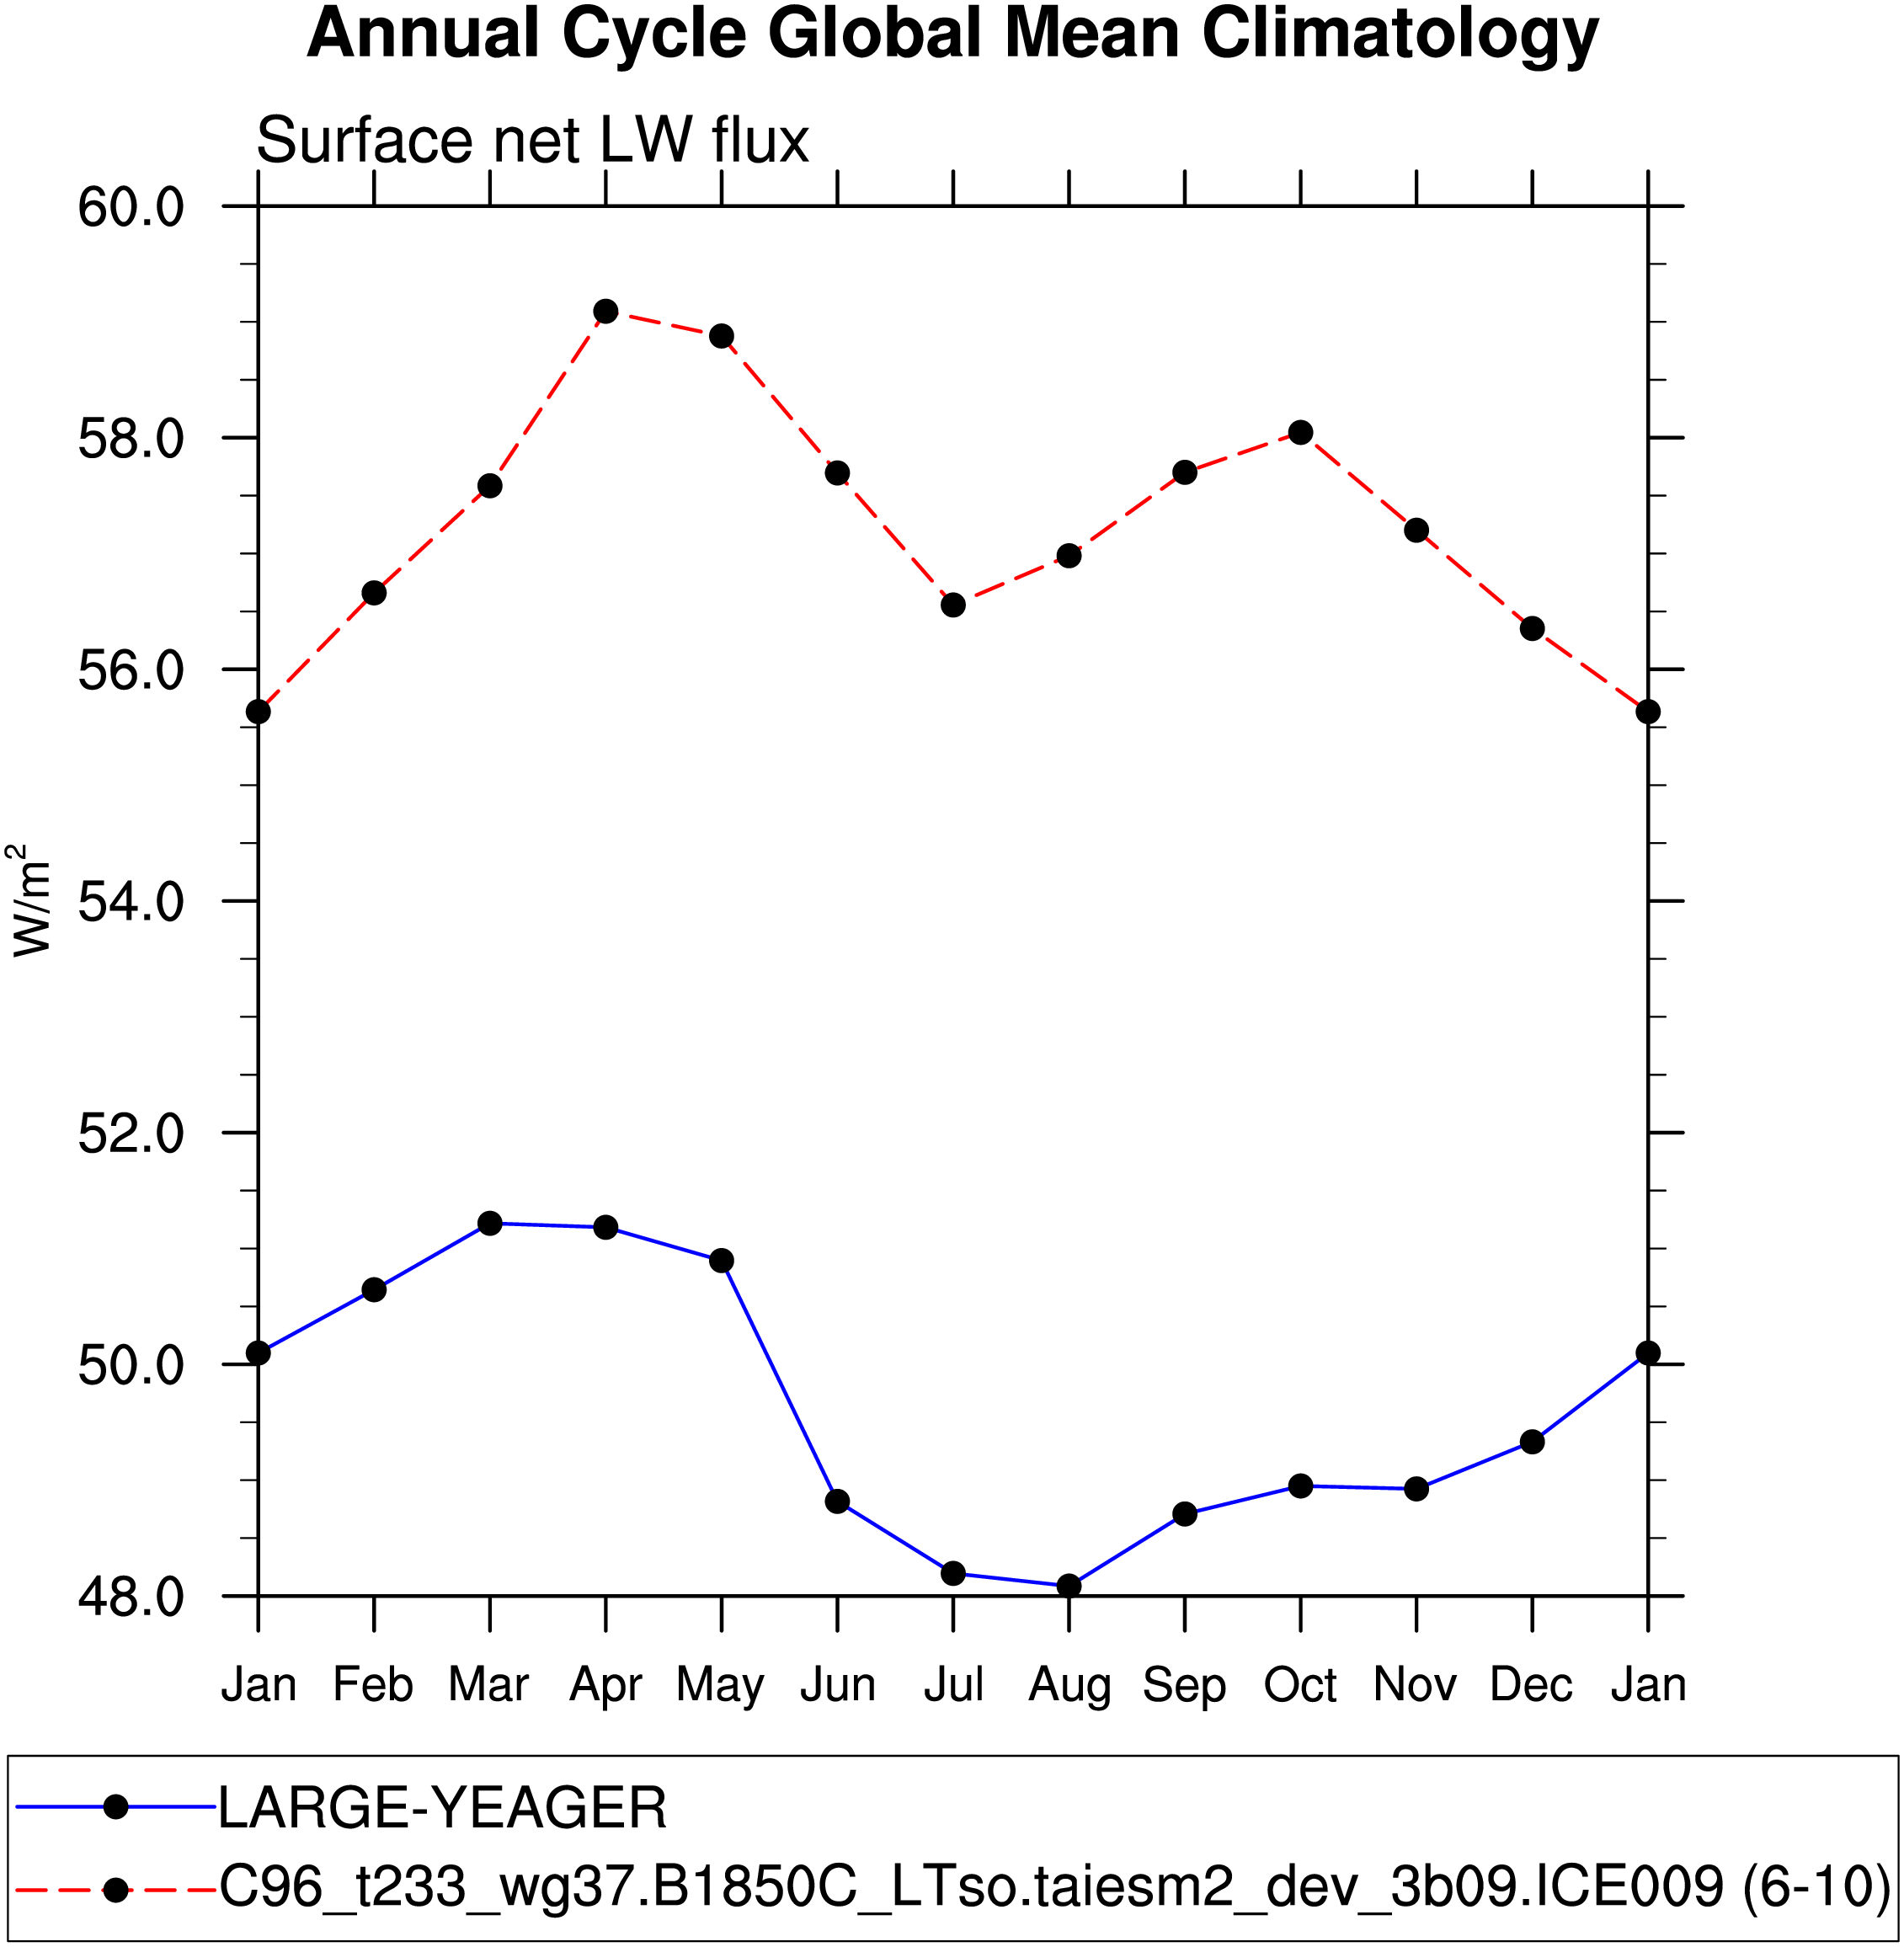 Annual Cycle Global Mean Climatology
Surface net LW flux
60.0
58.0
56.0
54.0
52.0
50.0
48.0
W/m²
Jan Feb Mar Apr May Jun Jul Aug Sep Oct Nov Dec Jan
LARGE-YEAGER
C96_t233_wg37.B1850C_LTso.taiesm2_dev_3b09.ICE009 (6-10)